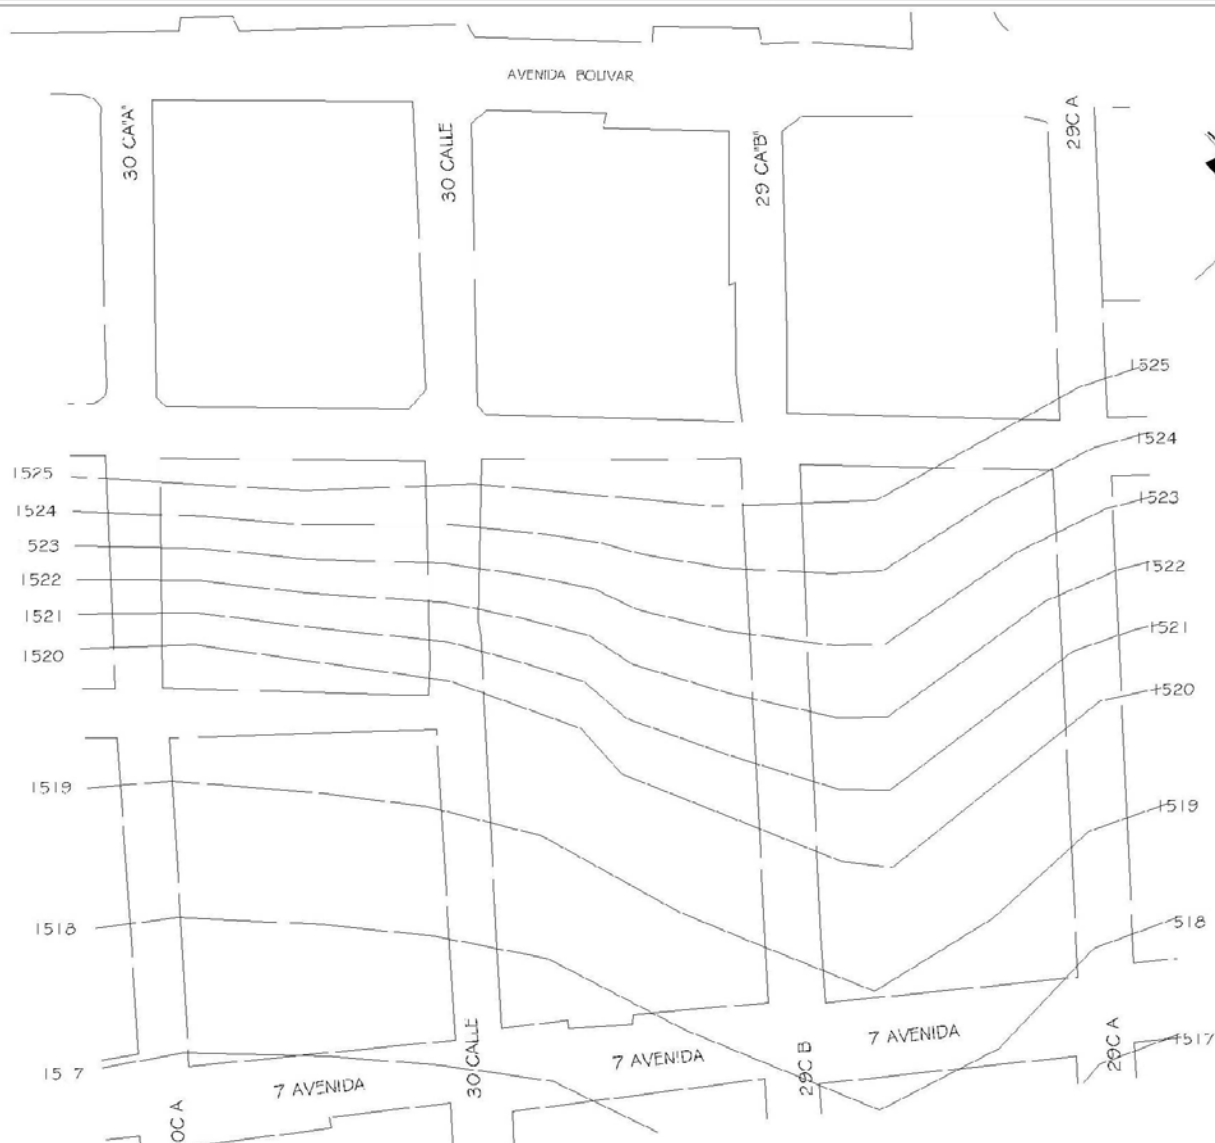 AVENIDA BOLIVAR
30 CA"A"
30 CALLE
29 CA"B"
29C A
1525
1524
1525
1524
1523
1523
1522
1522
1521
1521
1520
1520
1519
1519
1518
518
1517
15 7
7 AVENIDA
7 AVENIDA
7 AVENIDA
30 CALLE
29C B
29C A
0C A